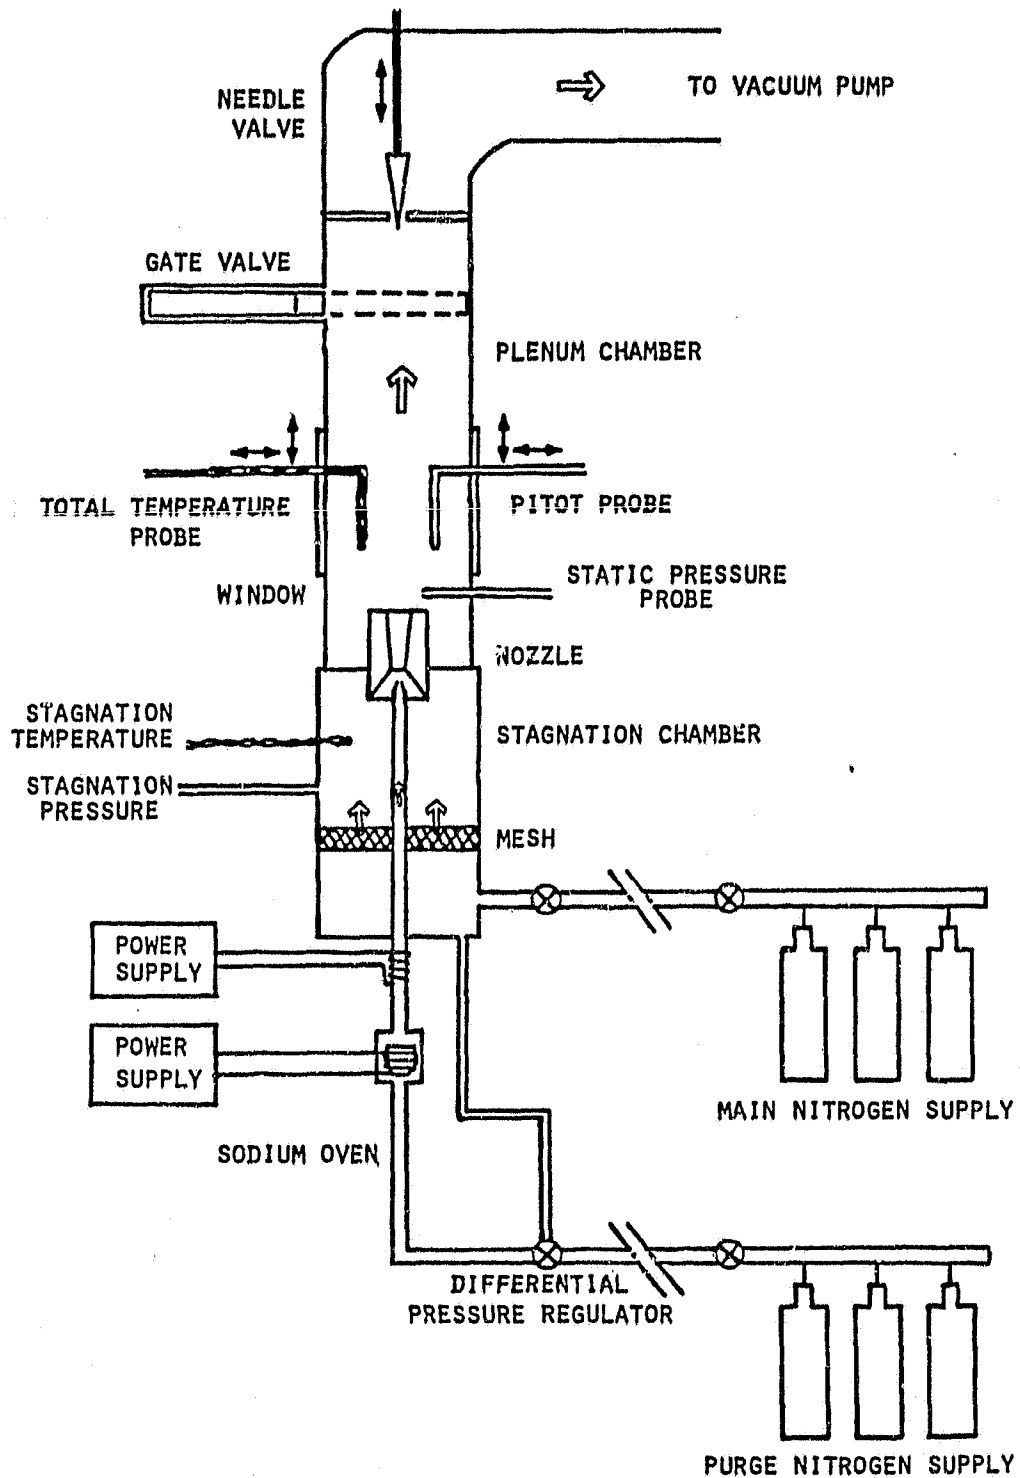 NEEDLE
VALVE
TO VACUUM PUMP
GATE VALVE
PLENUM CHAMBER
TOTAL TEMPERATURE
PROBE
PITOT PROBE
WINDOW
STATIC PRESSURE
PROBE
NOZZLE
STAGNATION
TEMPERATURE
STAGNATION CHAMBER
STAGNATION
PRESSURE
MESH
POWER
SUPPLY
POWER
SUPPLY
MAIN NITROGEN SUPPLY
SODIUM OVEN
DIFFERENTIAL
PRESSURE REGULATOR
PURGE NITROGEN SUPPLY